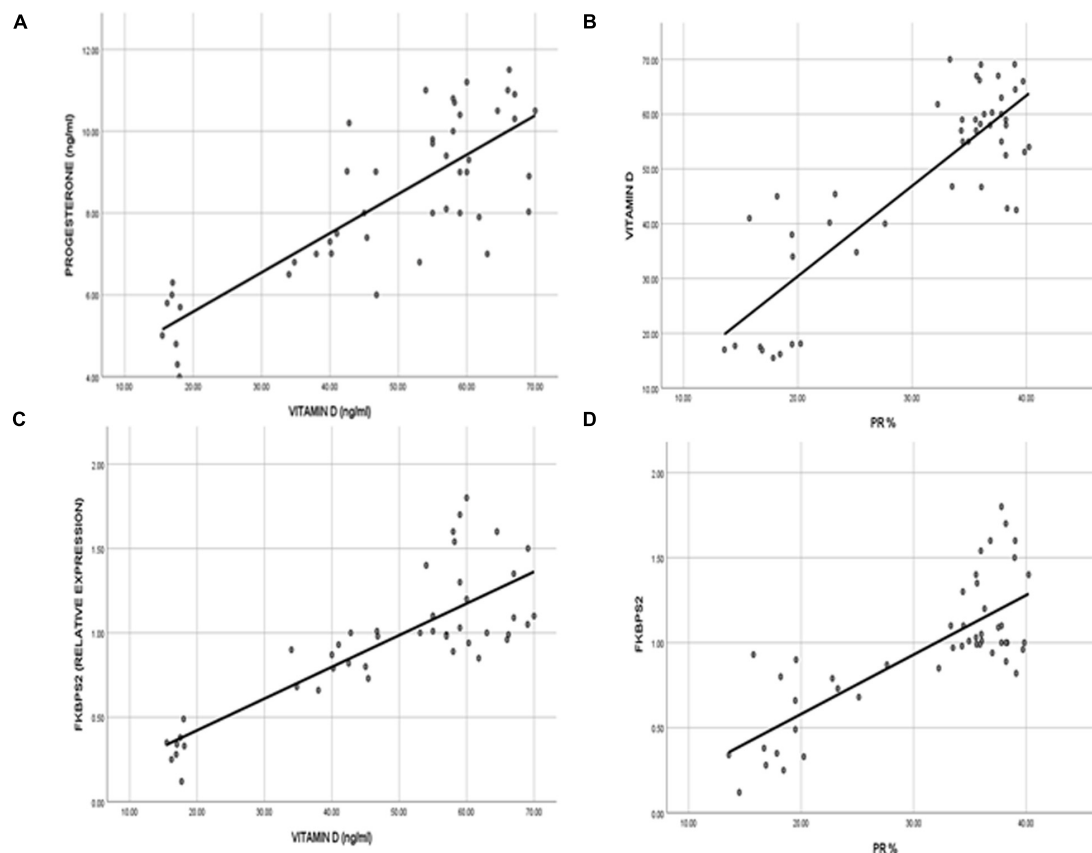 A
12.00
10.00
8.00
6.00
4.00
PROGESTERONE (ng/ml)
10.00 20.00 30.00 40.00 50.00 60.00 70.00
VITAMIN D (ng/ml)
B
70.00
60.00
50.00
40.00
30.00
20.00
10.00
VITAMIN D
10.00 20.00 30.00 40.00
PR %
C
2.00
1.50
1.00
0.50
0.00
FKBPS2 (RELATIVE EXPRESSION)
10.00 20.00 30.00 40.00 50.00 60.00 70.00
VITAMIN D (ng/ml)
D
2.00
1.50
1.00
0.50
0.00
FKBPS2
10.00 20.00 30.00 40.00
PR %